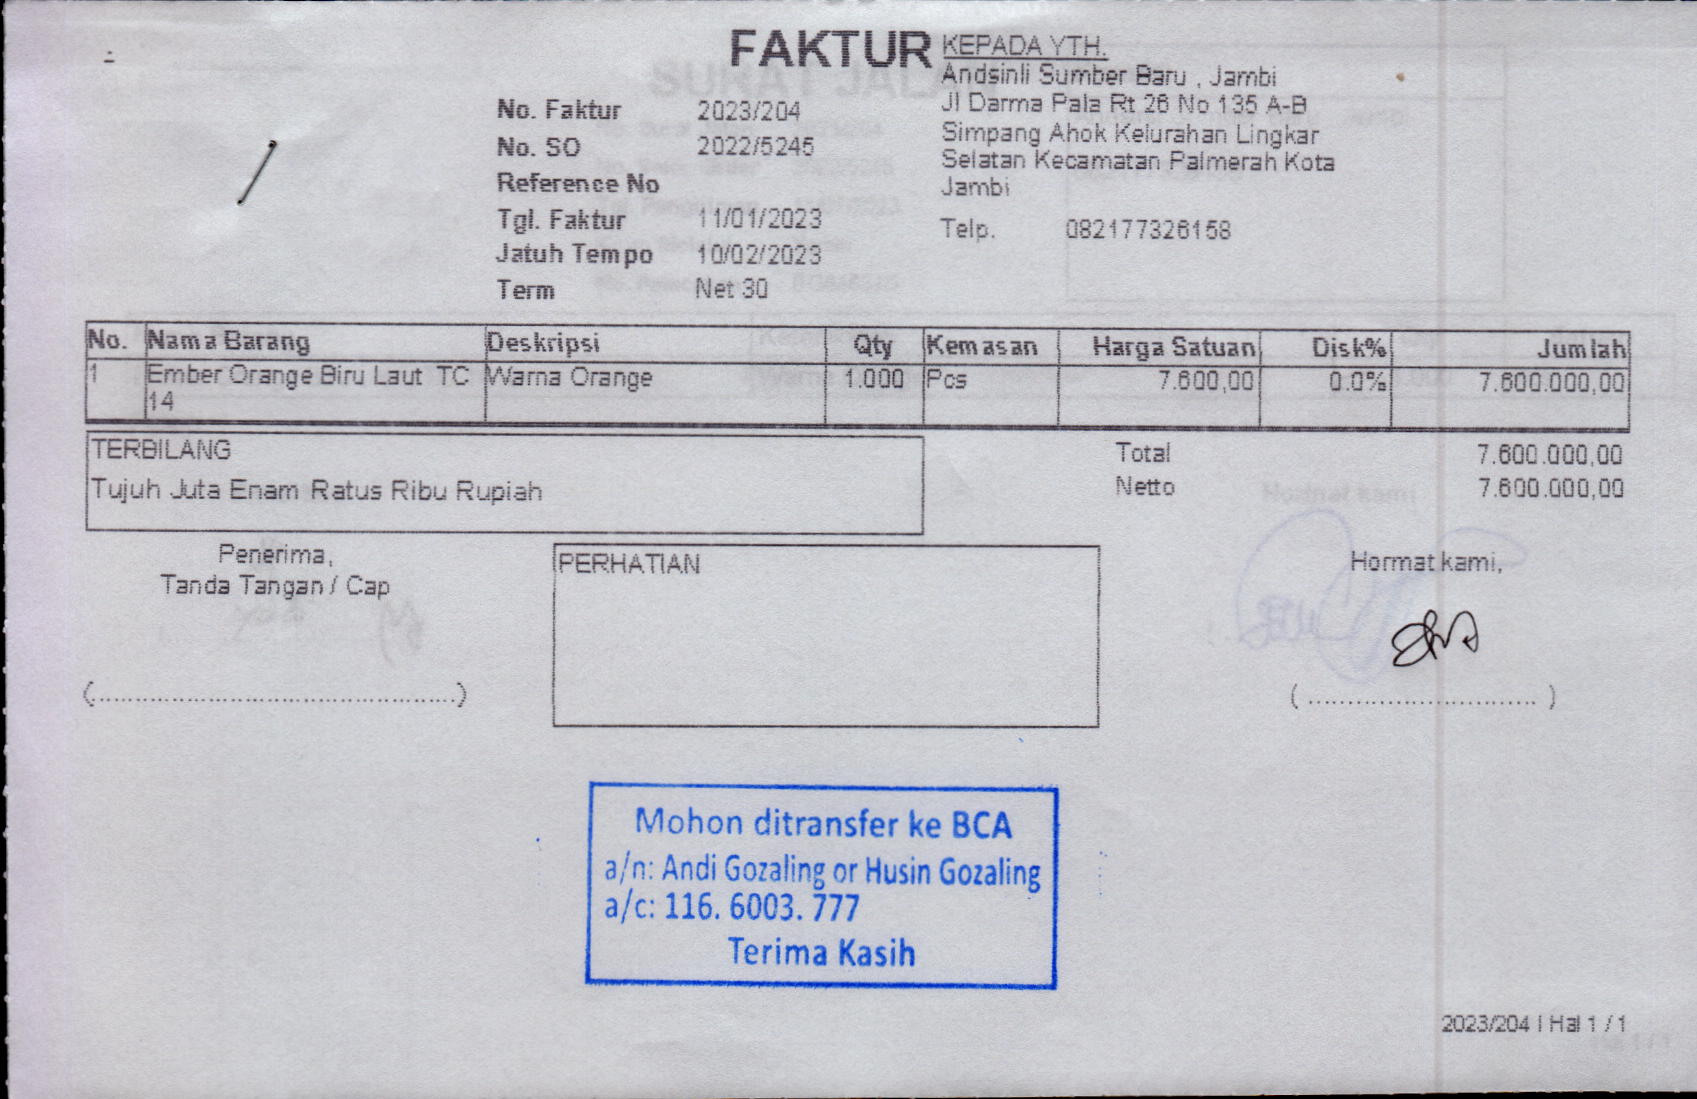 FAKTUR
No. Faktur 2023/204
No. SO 2022/5245
Reference No
Tgl. Faktur 11/01/2023
Jatuh Tempo 10/02/2023
Term Net 30
KEPADA YTH.
Andsinli Sumber Baru , Jambi
Jl Darma Pala Rt 26 No 135 A-B
Simpang Ahok Kelurahan Lingkar
Selatan Kecamatan Palmerah Kota
Jambi
Telp. 082177326158
No. Nama Barang Deskripsi Qty Kemasan Harga Satuan Disk% Jumlah
1 Ember Orange Biru Laut TC Warna Orange 1.000 Pcs 7.600,00 0.0% 7.600.000,00
14
TERBILANG
Tujuh Juta Enam Ratus Ribu Rupiah
Total 7.600.000,00
Netto 7.600.000,00
Penerima,
Tanda Tangan / Cap
(..............................................)
PERHATIAN
Hormat kami,
( ............................. )
Mohon ditransfer ke BCA
a/n: Andi Gozaling or Husin Gozaling
a/c: 116. 6003. 777
Terima Kasih
2023/204 | Hal 1 / 1